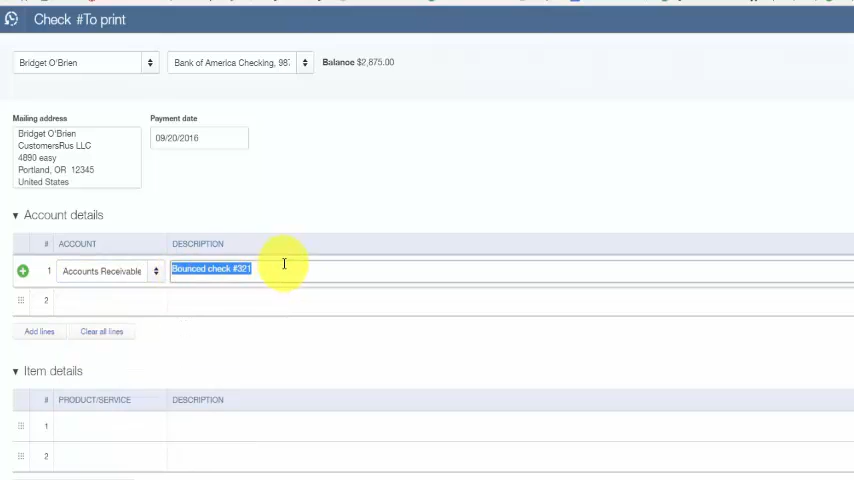 Check #To print
Bridget O'Brien
Bank of America Checking, 987
Balance $2,875.00
Mailing address
Payment date
Bridget O'Brien
CustomersRus LLC
4890 easy
Portland, OR 12345
United States
09/20/2016
Account details
# ACCOUNT DESCRIPTION
1 Accounts Receivable Bounced check #321
2
Add lines Clear all lines
Item details
# PRODUCT/SERVICE DESCRIPTION
1
2